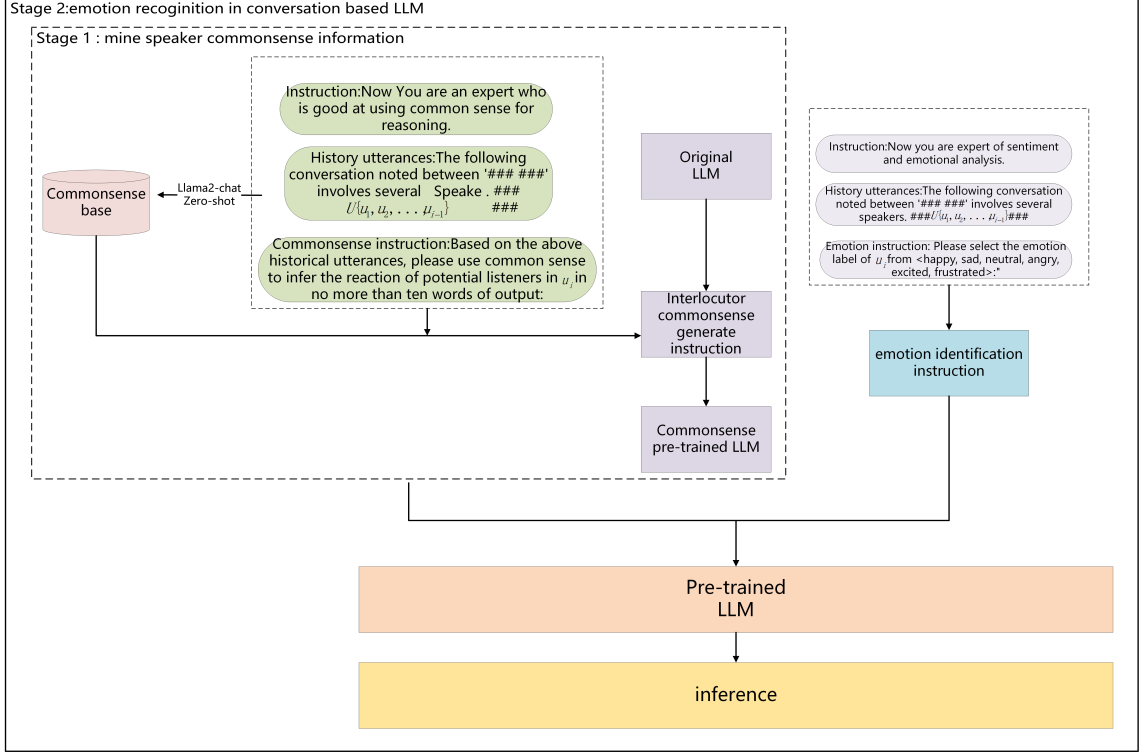 Stage 2:emotion recoginition in conversation based LLM
Stage 1 : mine speaker commonsense information
Instruction:Now You are an expert who
is good at using common sense for
reasoning.
History utterances:The following
conversation noted between '### ###'
involves several Speake . ###
U{u₁, u₂, . . . ,u_{i−1}} ###
Commonsense instruction:Based on the above
historical utterances, please use common sense
to infer the reaction of potential listeners in u_i in
no more than ten words of output:
Commonsense
base
Llama2-chat
Zero-shot
Original
LLM
Interlocutor
commonsense
generate
instruction
Commonsense
pre-trained LLM
Instruction:Now you are expert of sentiment
and emotional analysis.
History utterances:The following conversation
noted between '### ###' involves several
speakers. ###U{u₁, u₂, . . . ,u_{i−1}}###
Emotion instruction: Please select the emotion
label of u_i from <happy, sad, neutral, angry,
excited, frustrated>:"
emotion identification
instruction
Pre-trained
LLM
inference